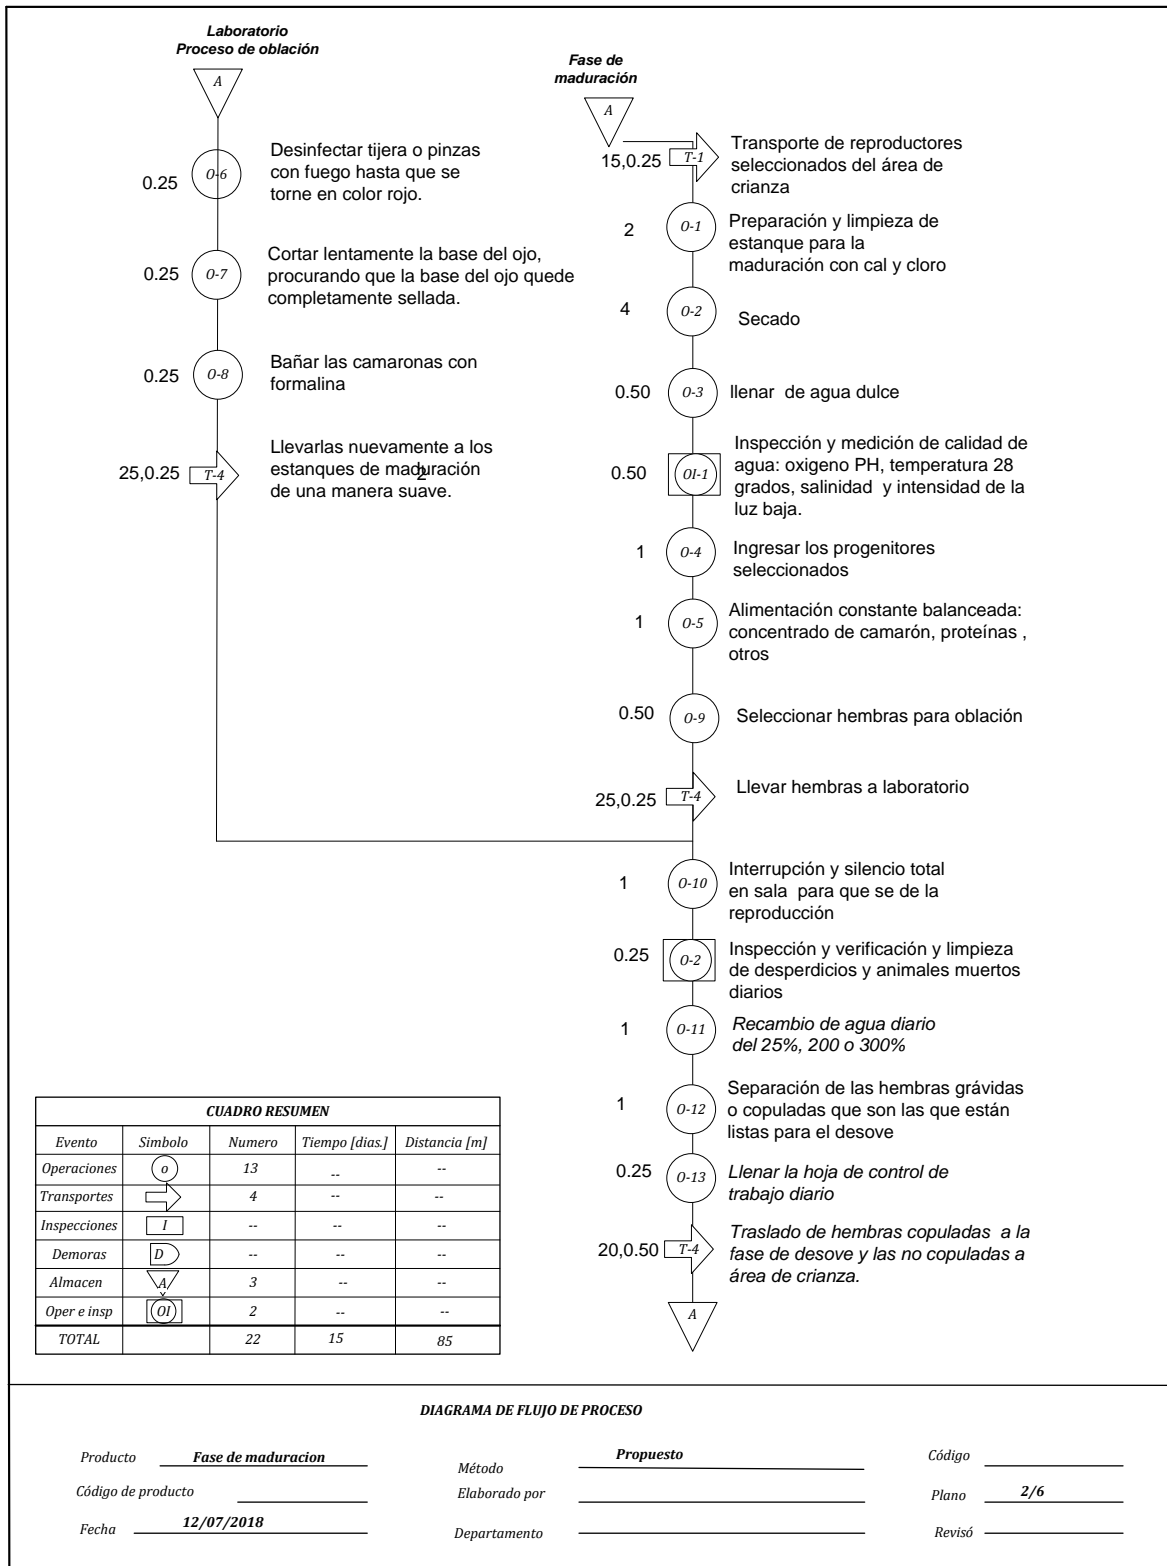 Laboratorio
Proceso de oblación
A
0.25
O-6
Desinfectar tijera o pinzas
con fuego hasta que se
torne en color rojo.
0.25
O-7
Cortar lentamente la base del ojo,
procurando que la base del ojo quede
completamente sellada.
0.25
O-8
Bañar las camaronas con
formalina
25,0.25
T-4
Llevarlas nuevamente a los
estanques de maduración
2
de una manera suave.
Fase de
maduración
A
15,0.25
T-1
Transporte de reproductores
seleccionados del área de
crianza
2
O-1
Preparación y limpieza de
estanque para la
maduración con cal y cloro
4
O-2
Secado
0.50
O-3
llenar de agua dulce
0.50
OI-1
Inspección y medición de calidad de
agua: oxigeno PH, temperatura 28
grados, salinidad y intensidad de la
luz baja.
1
O-4
Ingresar los progenitores
seleccionados
1
O-5
Alimentación constante balanceada:
concentrado de camarón, proteínas ,
otros
0.50
O-9
Seleccionar hembras para oblación
25,0.25
T-4
Llevar hembras a laboratorio
1
O-10
Interrupción y silencio total
en sala para que se de la
reproducción
0.25
O-2
Inspección y verificación y limpieza
de desperdicios y animales muertos
diarios
1
O-11
Recambio de agua diario
del 25%, 200 o 300%
1
O-12
Separación de las hembras grávidas
o copuladas que son las que están
listas para el desove
0.25
O-13
Llenar la hoja de control de
trabajo diario
20,0.50
T-4
Traslado de hembras copuladas a la
fase de desove y las no copuladas a
área de crianza.
A
CUADRO RESUMEN
Evento Simbolo Numero Tiempo [dias.] Distancia [m]
Operaciones o 13 -- --
Transportes 4 -- --
Inspecciones I -- -- --
Demoras D -- -- --
Almacen A 3 -- --
Oper e insp OI 2 -- --
TOTAL 22 15 85
DIAGRAMA DE FLUJO DE PROCESO
Producto Fase de maduracion
Código de producto
Fecha 12/07/2018
Método Propuesto
Elaborado por
Departamento
Código
Plano 2/6
Revisó